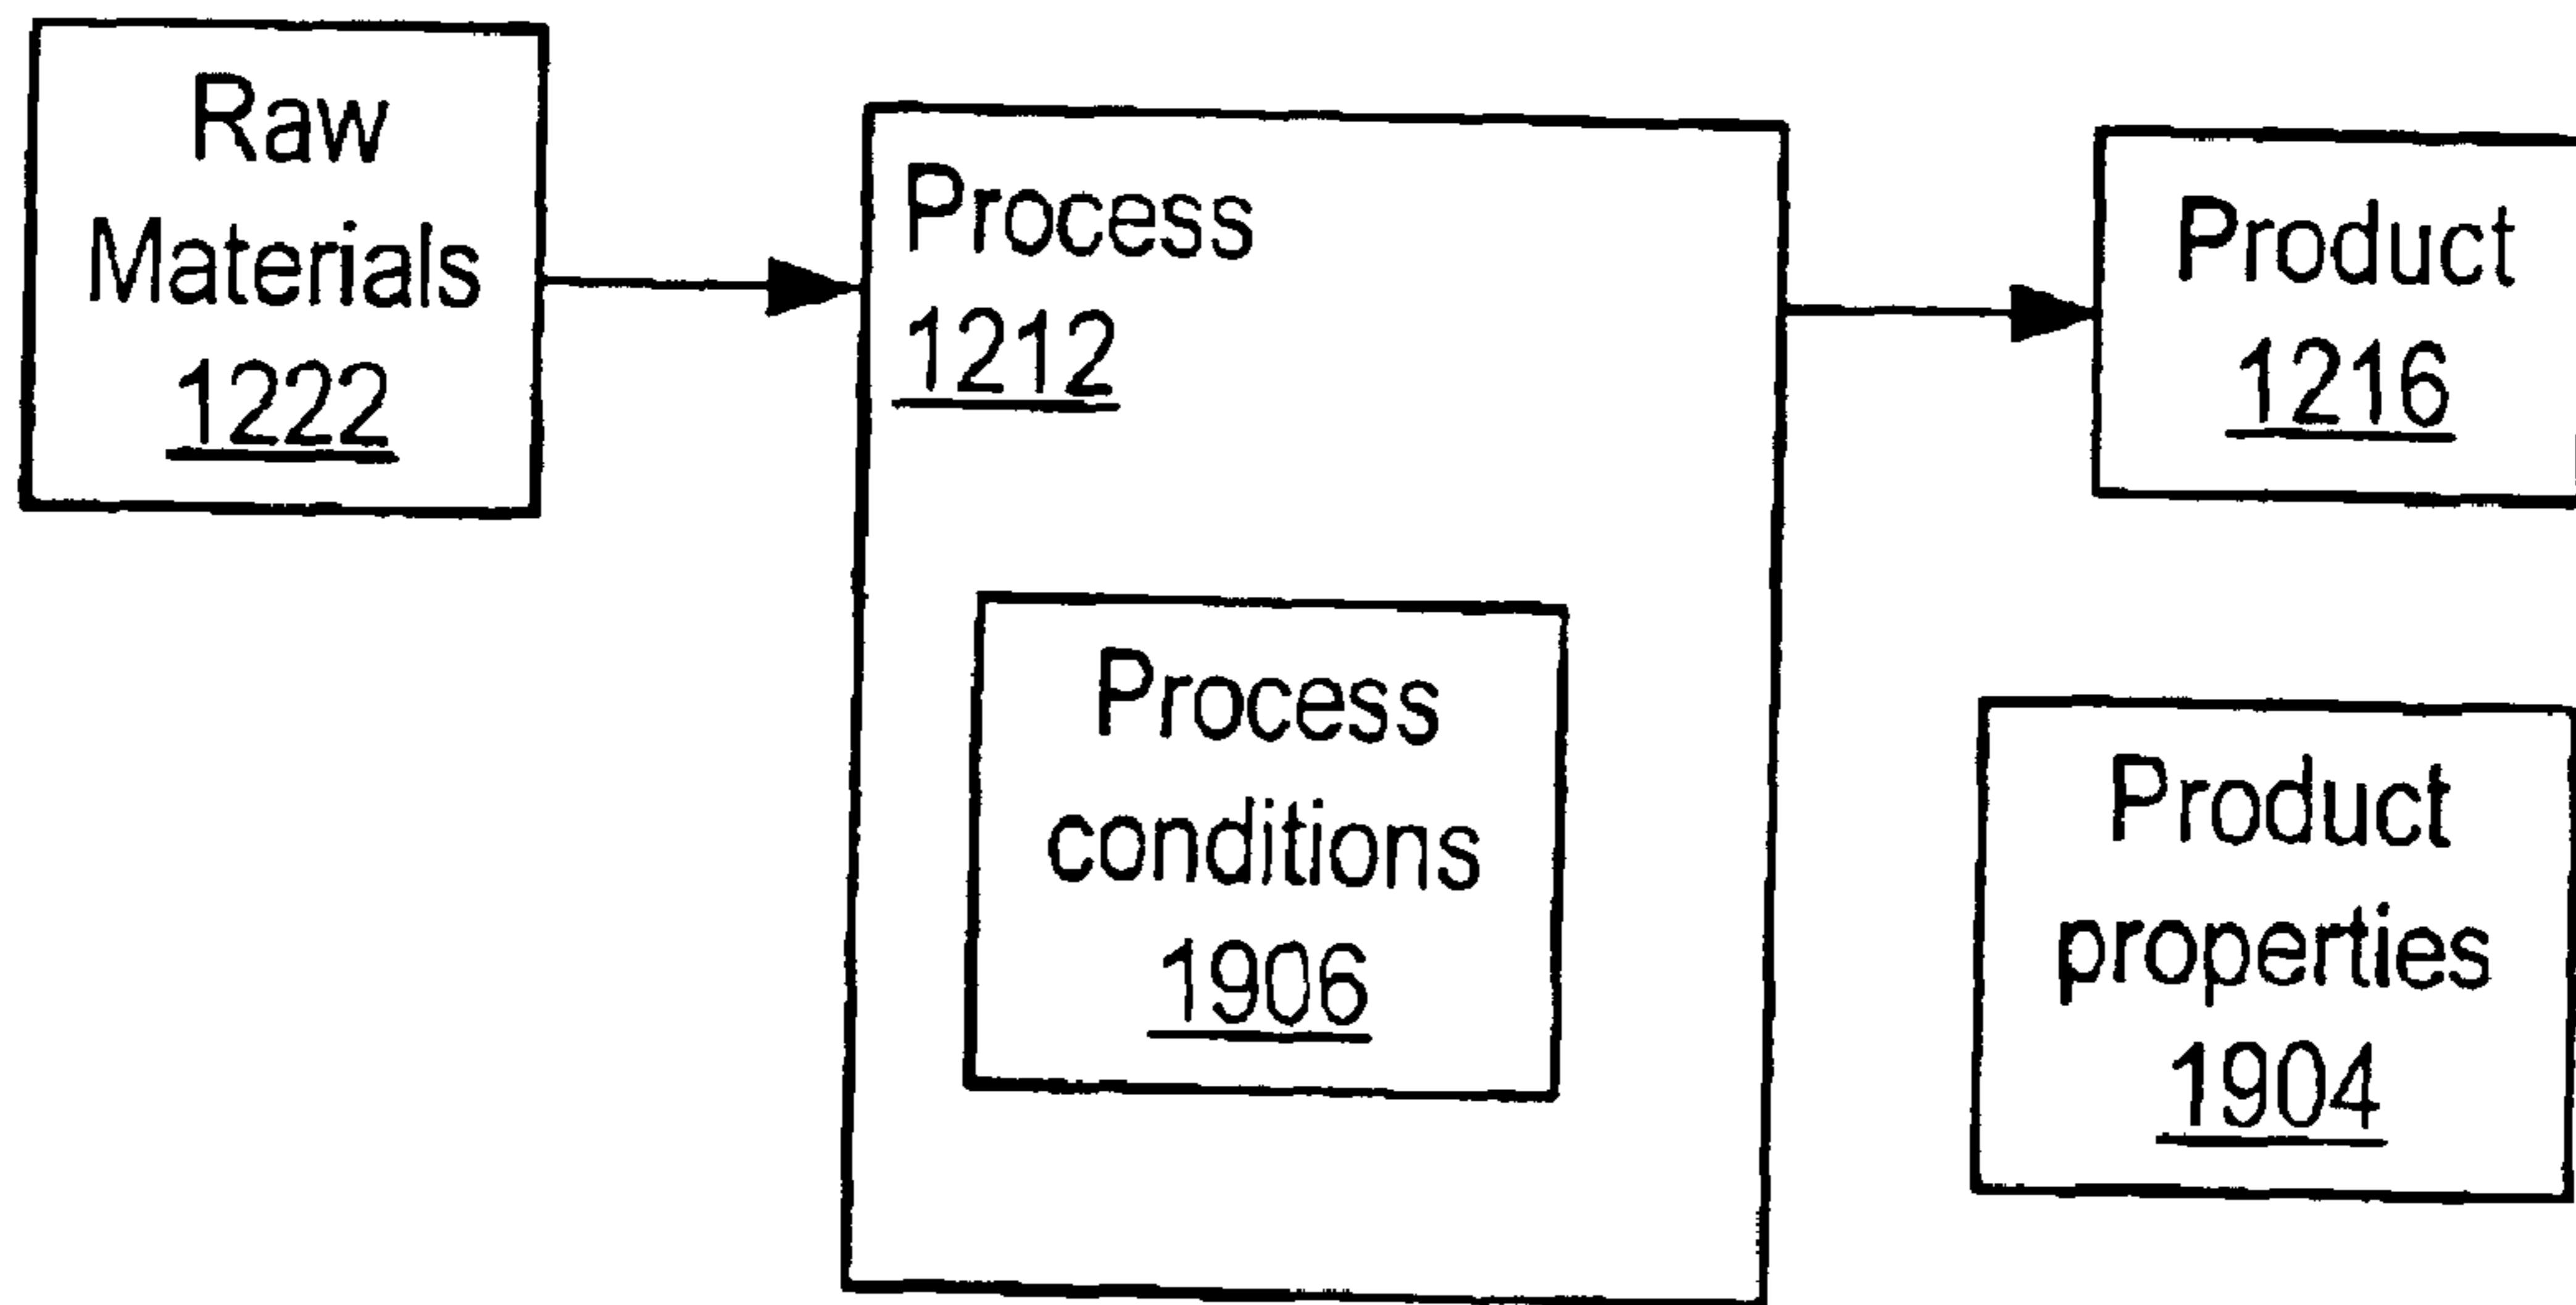 Raw
Materials
1222
Process
1212
Process
conditions
1906
Product
1216
Product
properties
1904